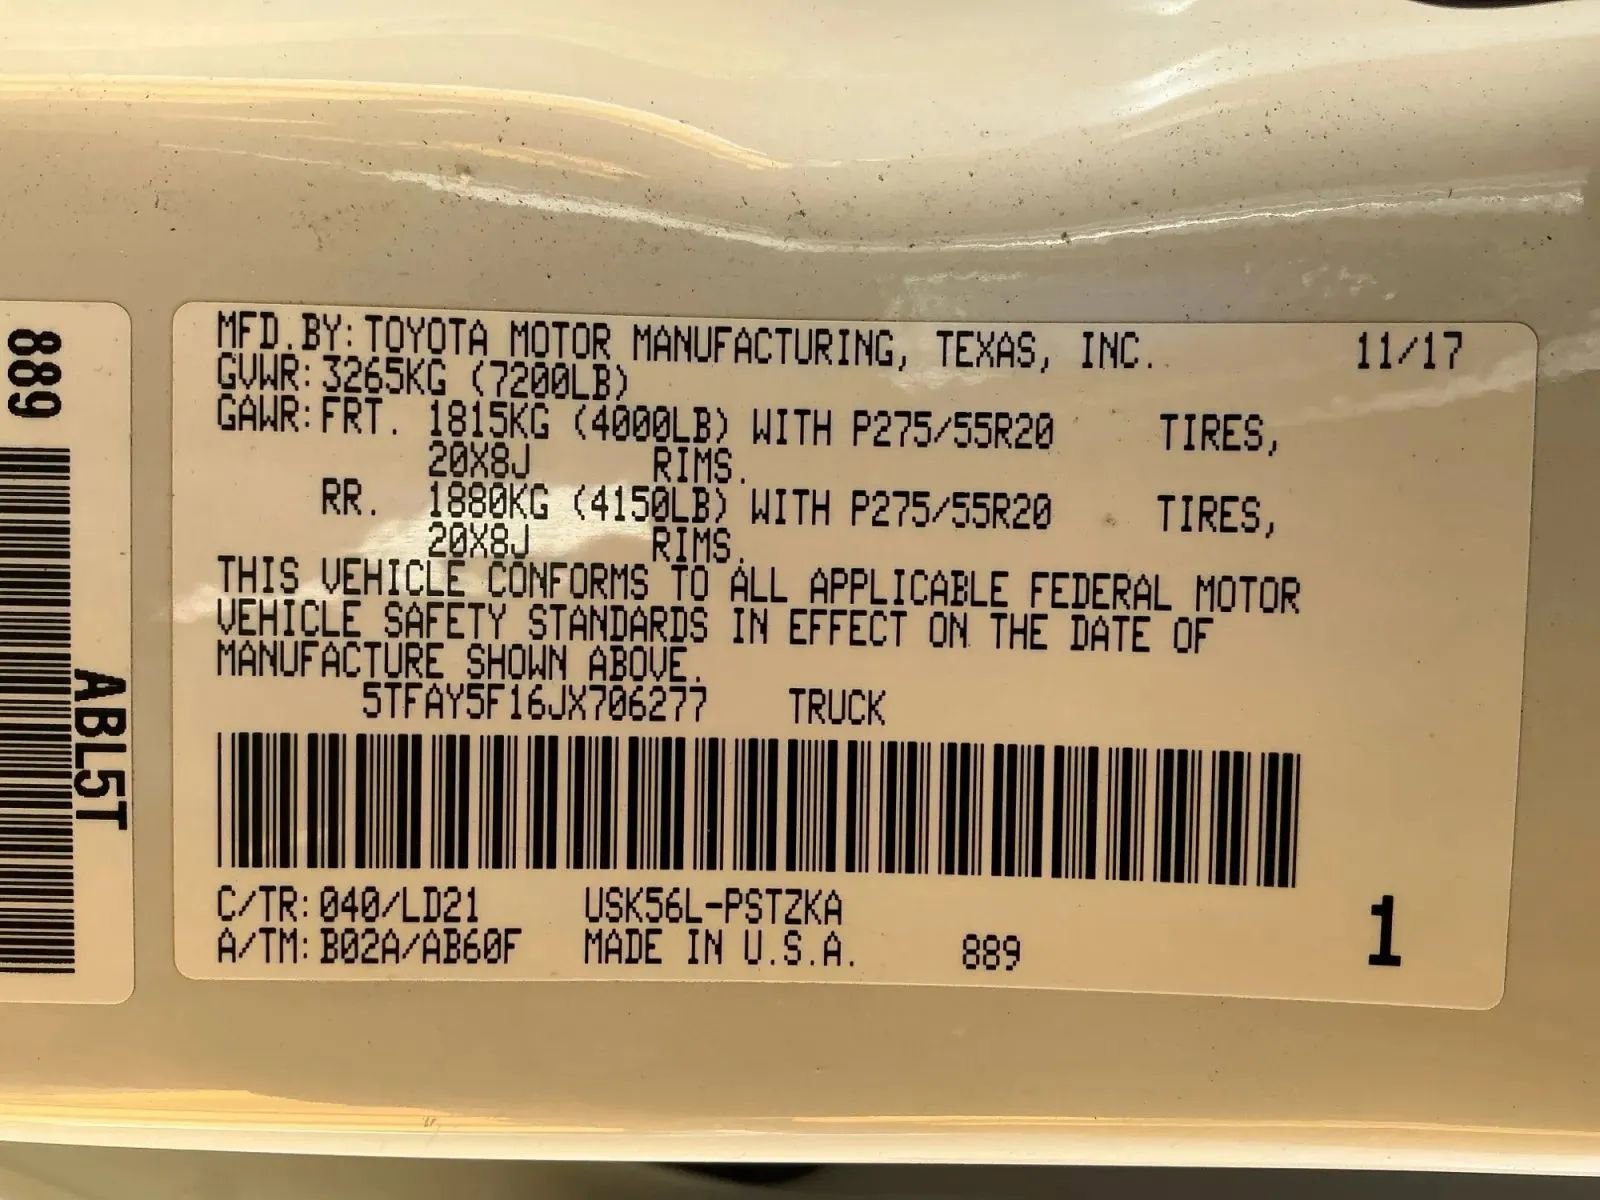 889
ABL5T
MFD.BY: TOYOTA MOTOR MANUFACTURING, TEXAS, INC. 11/17
GVWR: 3265KG (7200LB)
GAWR: FRT. 1815KG (4000LB) WITH P275/55R20 TIRES,
20X8J RIMS.
RR. 1880KG (4150LB) WITH P275/55R20 TIRES,
20X8J RIMS.
THIS VEHICLE CONFORMS TO ALL APPLICABLE FEDERAL MOTOR
VEHICLE SAFETY STANDARDS IN EFFECT ON THE DATE OF
MANUFACTURE SHOWN ABOVE.
5TFAY5F16JX706277 TRUCK
C/TR: 040/LD21 USK56L-PSTZKA
A/TM: B02A/AB60F MADE IN U.S.A. 889 1